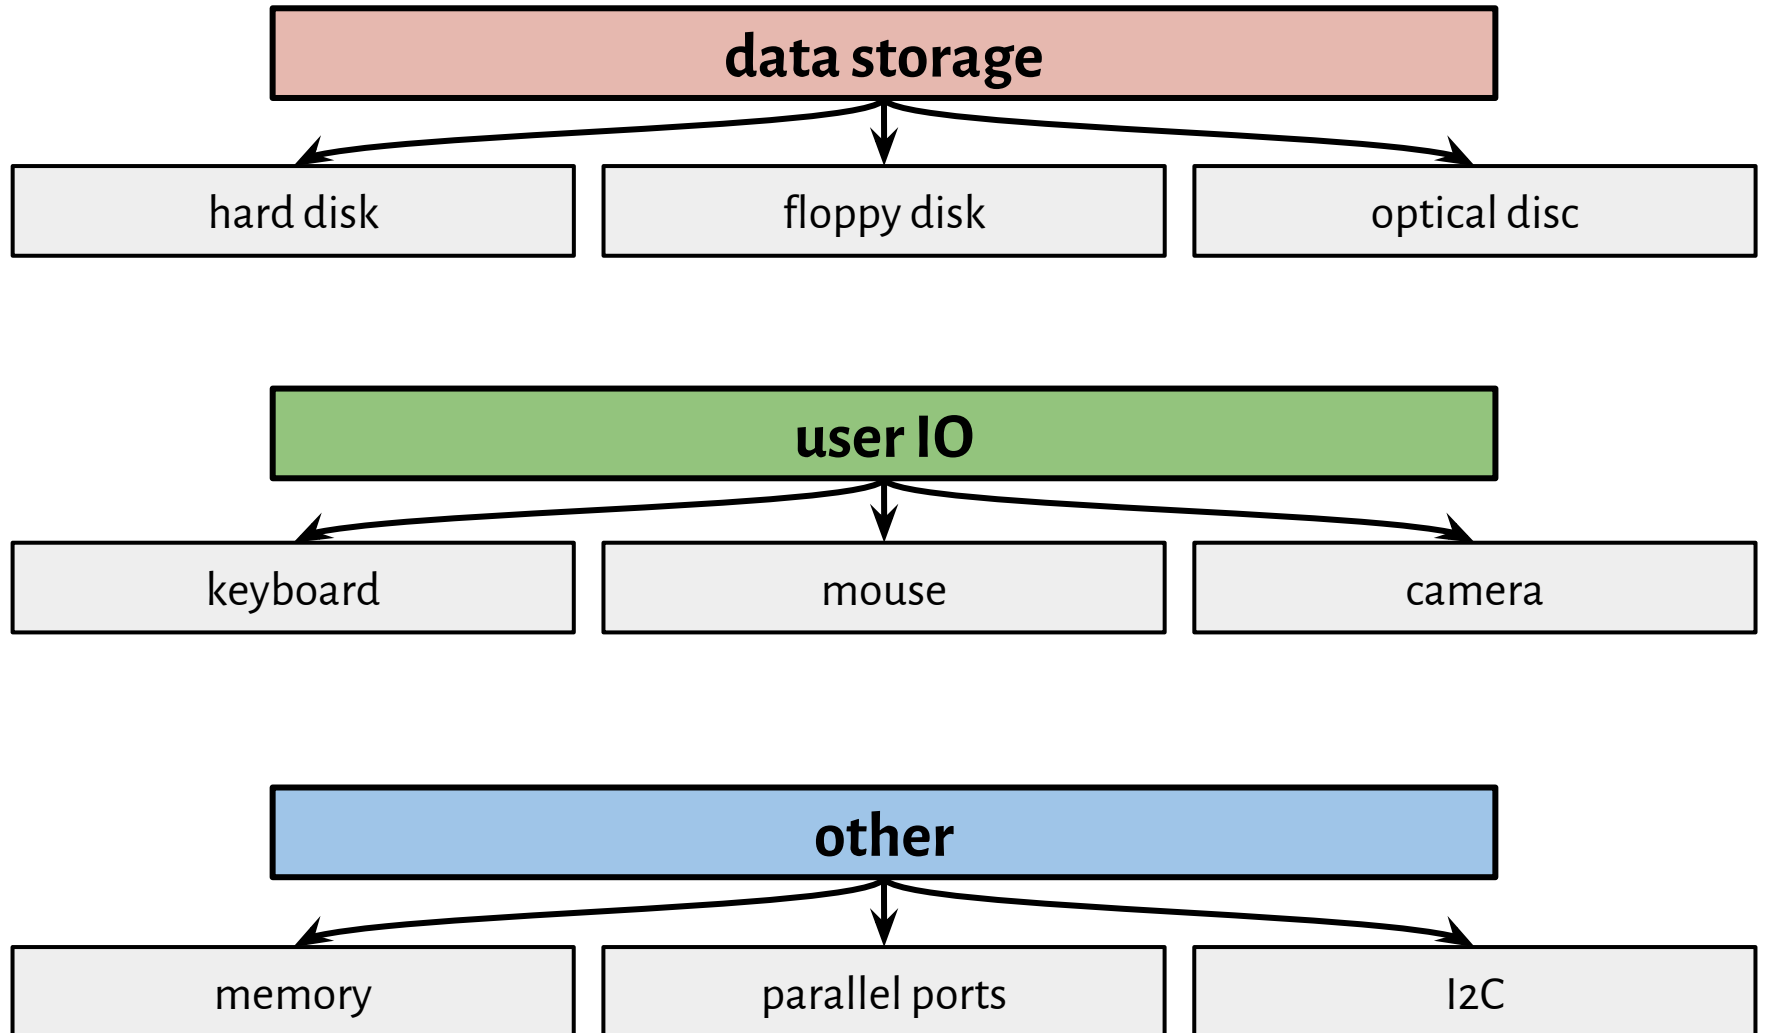 data storage
hard disk
floppy disk
optical disc
user IO
keyboard
mouse
camera
other
memory
parallel ports
I2C